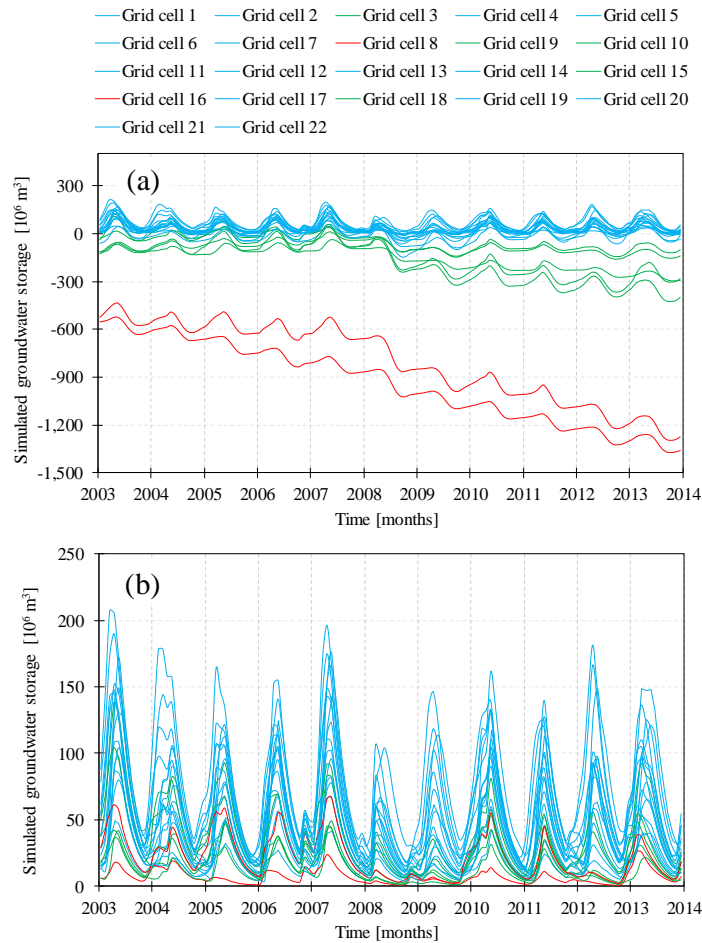 Grid cell 1 Grid cell 2 Grid cell 3 Grid cell 4 Grid cell 5
Grid cell 6 Grid cell 7 Grid cell 8 Grid cell 9 Grid cell 10
Grid cell 11 Grid cell 12 Grid cell 13 Grid cell 14 Grid cell 15
Grid cell 16 Grid cell 17 Grid cell 18 Grid cell 19 Grid cell 20
Grid cell 21 Grid cell 22
(a)
Simulated groundwater storage [10⁶ m³]
300
0
-300
-600
-900
-1,200
-1,500
2003 2004 2005 2006 2007 2008 2009 2010 2011 2012 2013 2014
Time [months]
(b)
Simulated groundwater storage [10⁶ m³]
250
200
150
100
50
0
2003 2004 2005 2006 2007 2008 2009 2010 2011 2012 2013 2014
Time [months]